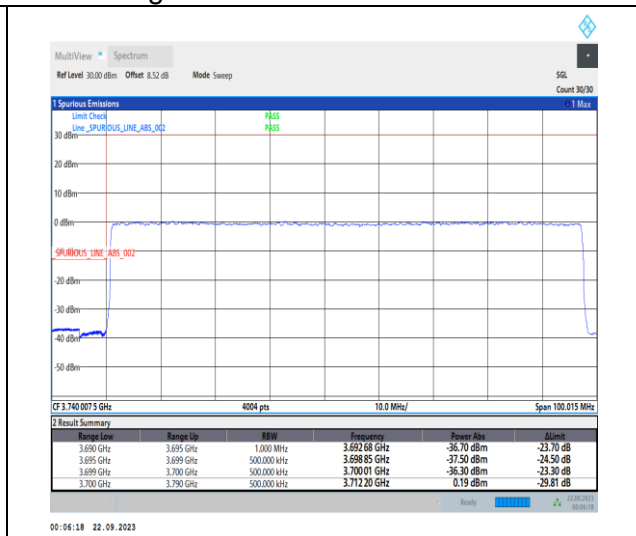 MultiView Spectrum
Ref Level 30.00 dBm Offset 8.52 dB Mode Sweep SGL
Count 30/30
1 Spurious Emissions 1 Max
Limit Check PASS
Line _SPURIOUS_LINE_ABS_002 PASS
30 dBm
20 dBm
10 dBm
0 dBm
_SPURIOUS_LINE_ABS_002
-20 dBm
-30 dBm
-40 dBm
-50 dBm
CF 3.740 007 5 GHz 4004 pts 10.0 MHz/ Span 100.015 MHz
2 Result Summary
Range Low Range Up RBW Frequency Power Abs ΔLimit
3.690 GHz 3.695 GHz 1.000 MHz 3.692 68 GHz -36.70 dBm -23.70 dB
3.695 GHz 3.699 GHz 500.000 kHz 3.698 85 GHz -37.50 dBm -24.50 dB
3.699 GHz 3.700 GHz 500.000 kHz 3.700 01 GHz -36.30 dBm -23.30 dB
3.700 GHz 3.790 GHz 500.000 kHz 3.712 20 GHz 0.19 dBm -29.81 dB
Ready 22.09.2023
00:06:18
00:06:18 22.09.2023